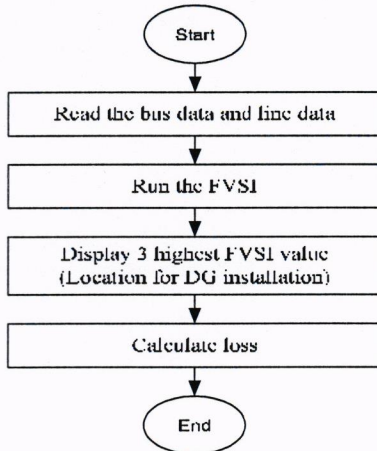 Start
Read the bus data and line data
Run the FVSI
Display 3 highest FVSI value
(Location for DG installation)
Calculate loss
End